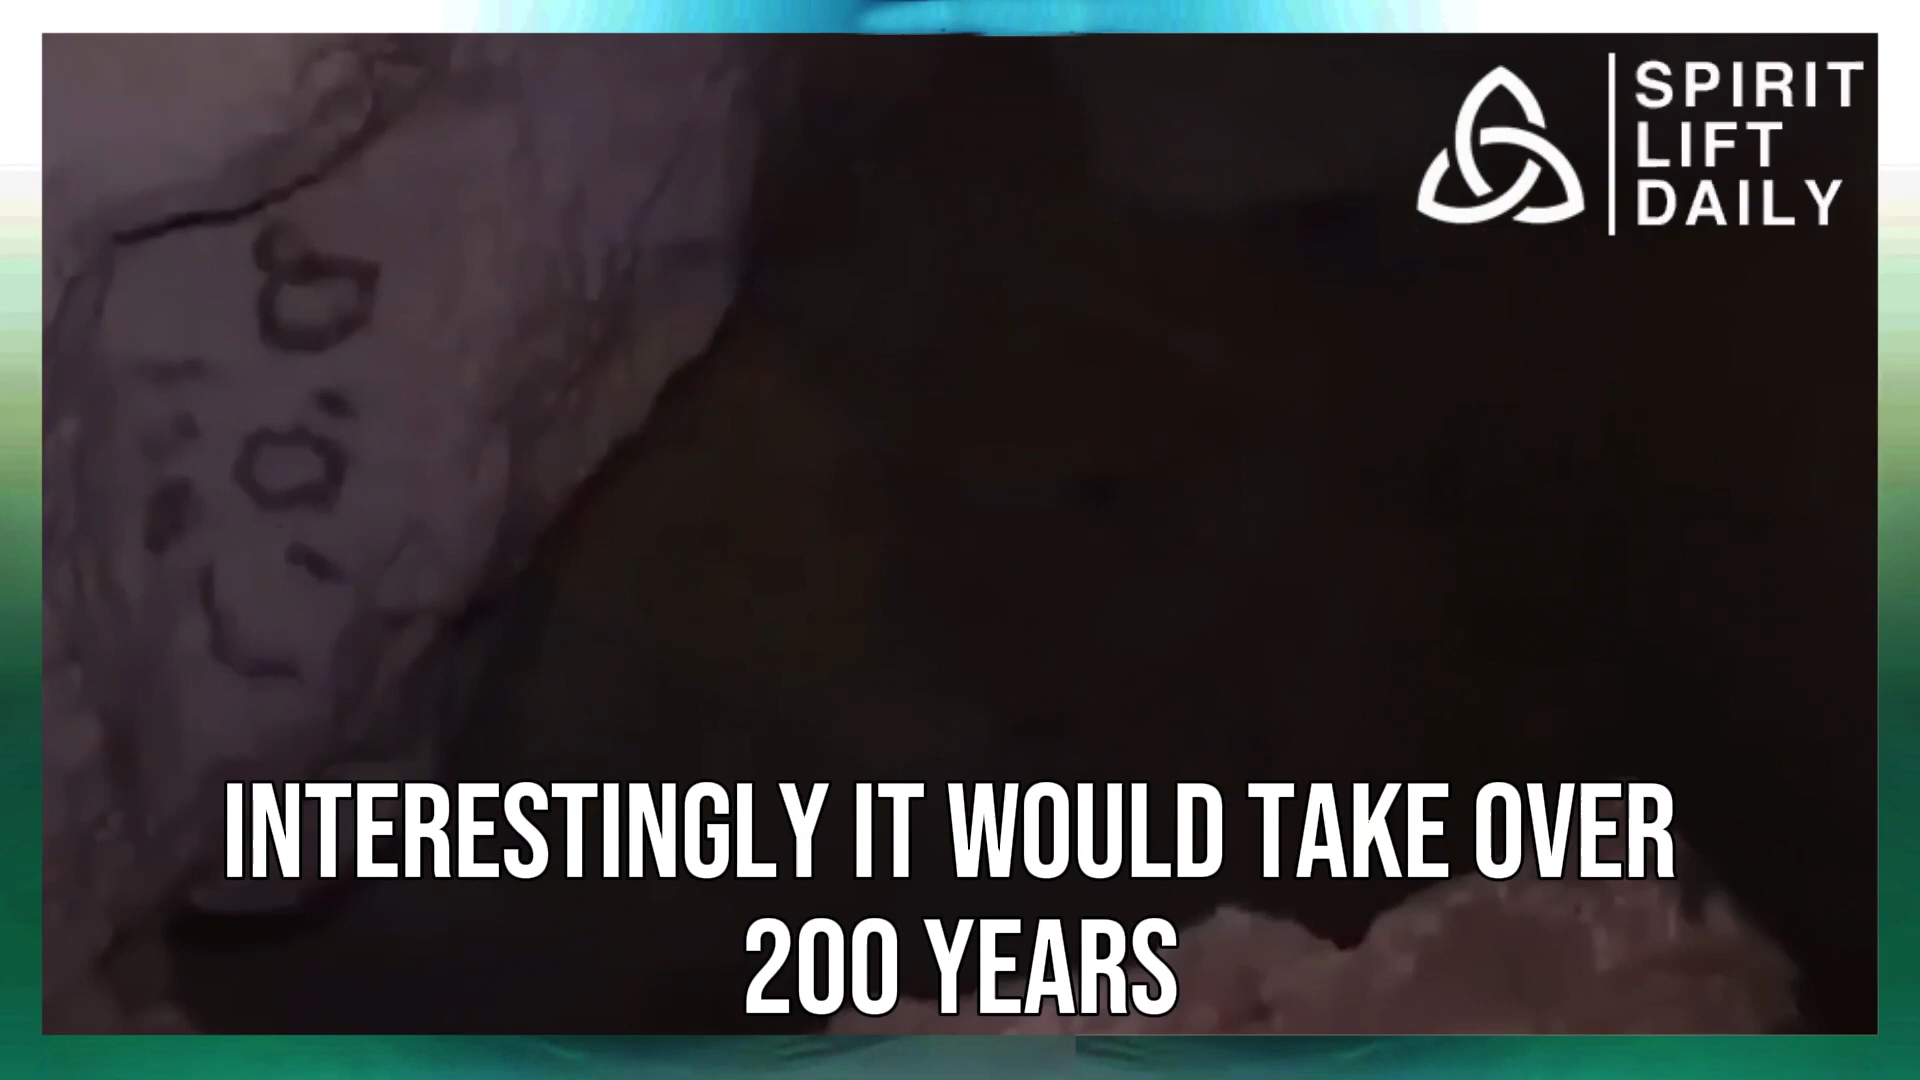 SPIRIT
LIFT
DAILY
INTERESTINGLY IT WOULD TAKE OVER
200 YEARS